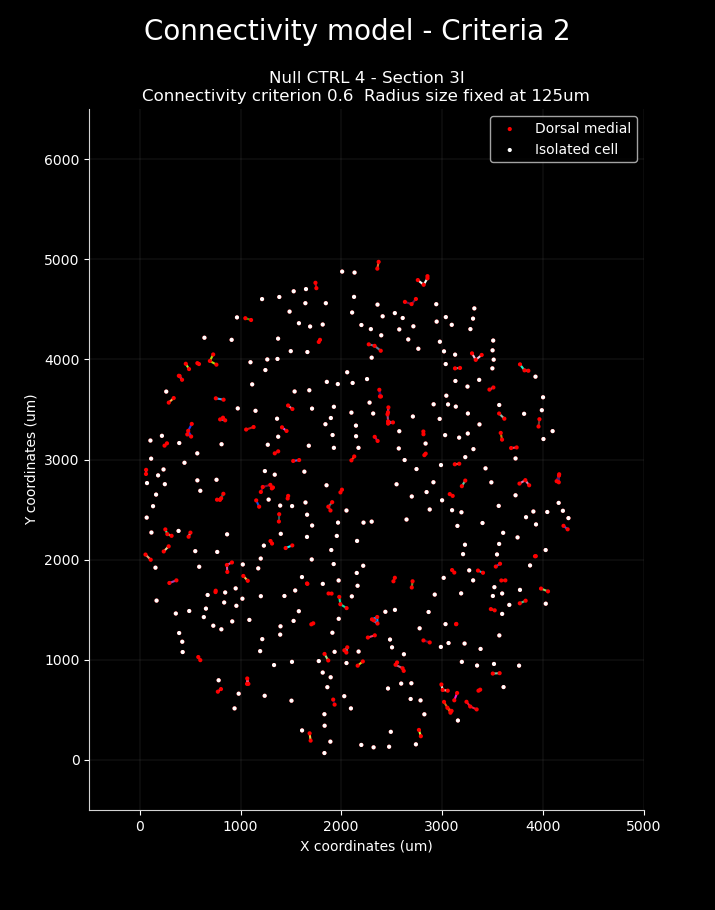 Connectivity model - Criteria 2
Null CTRL 4 - Section 3l
Connectivity criterion 0.6 Radius size fixed at 125um
Dorsal medial
Isolated cell
6000
5000
4000
3000
2000
1000
0
Y coordinates (um)
0 1000 2000 3000 4000 5000
X coordinates (um)